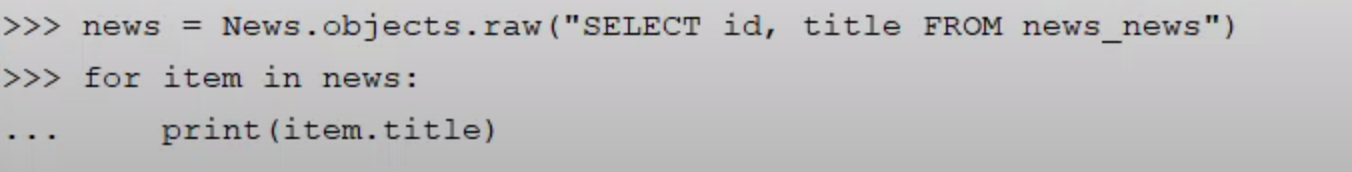 >>> news = News.objects.raw("SELECT id, title FROM news_news")
>>> for item in news:
...     print(item.title)